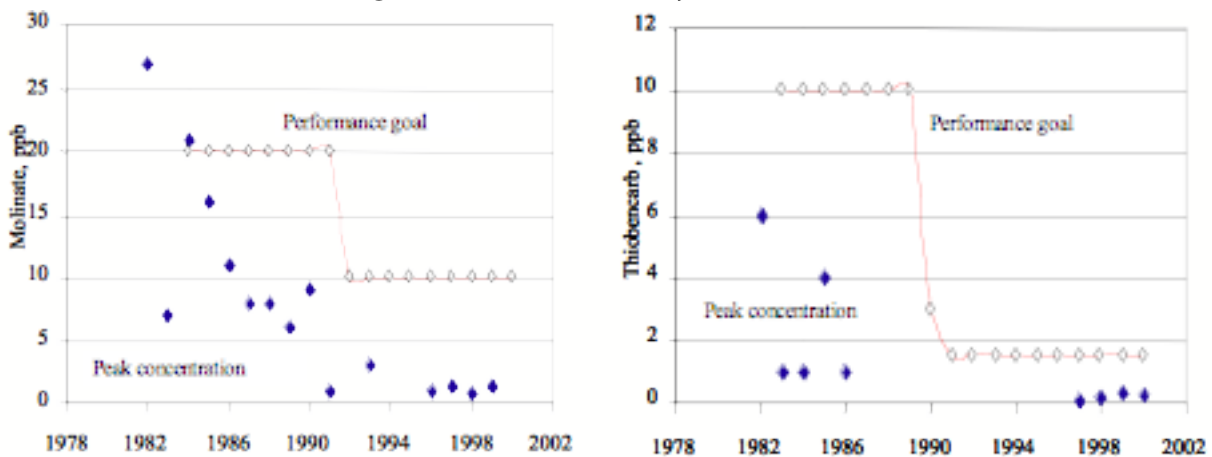 30
25
20
15
10
5
0
Molinate, ppb
Performance goal
Peak concentration
1978 1982 1986 1990 1994 1998 2002
12
10
8
6
4
2
0
Thiobencarb, ppb
Performance goal
Peak concentration
1978 1982 1986 1990 1994 1998 2002